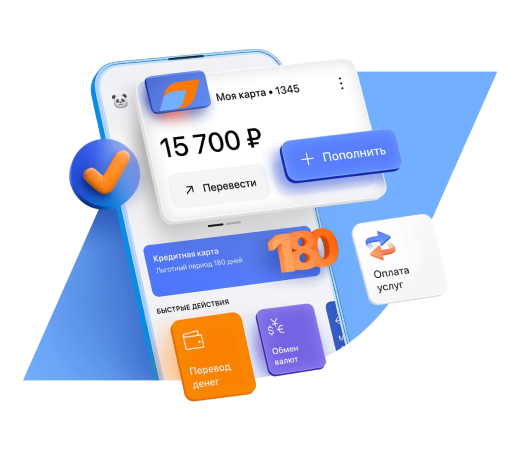 Моя карта • 1345
15 700 ₽
Пополнить
Перевести
Кредитная карта
Льготный период 180 дней
180
Оплата
услуг
БЫСТРЫЕ ДЕЙСТВИЯ
Перевод
денег
$ ¥ €
Обмен
валют